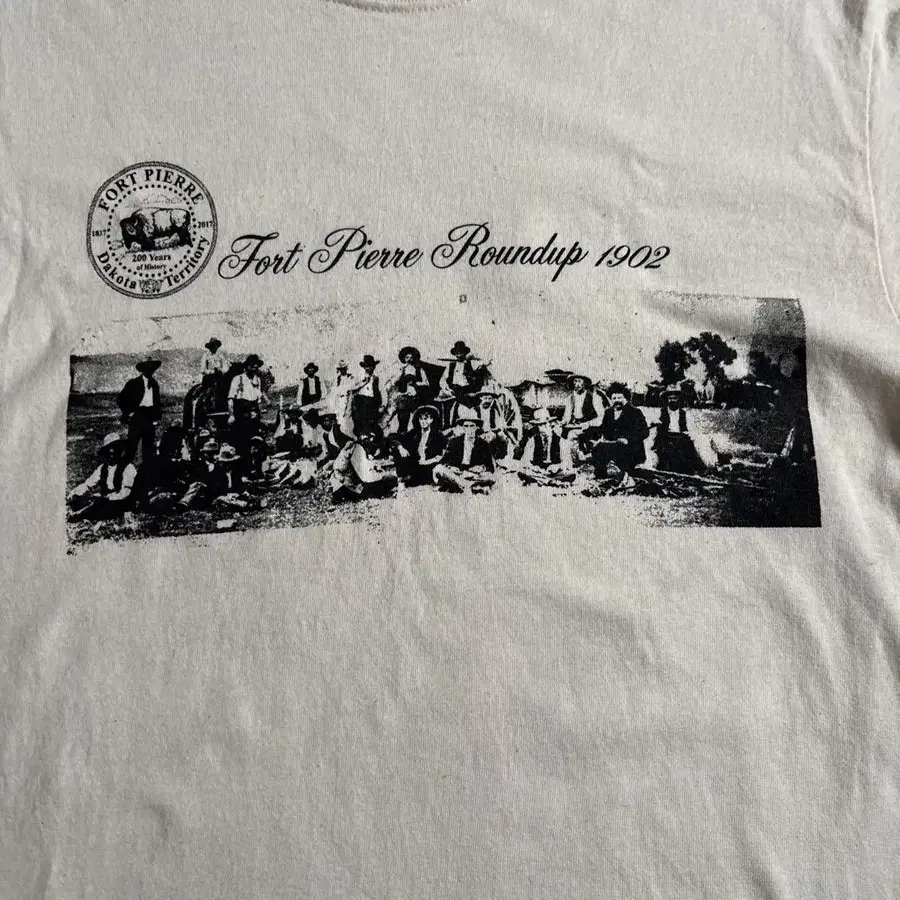 FORT PIERRE
1817 2017
200 Years
of History
Dakota Territory
Fort Pierre Roundup 1902